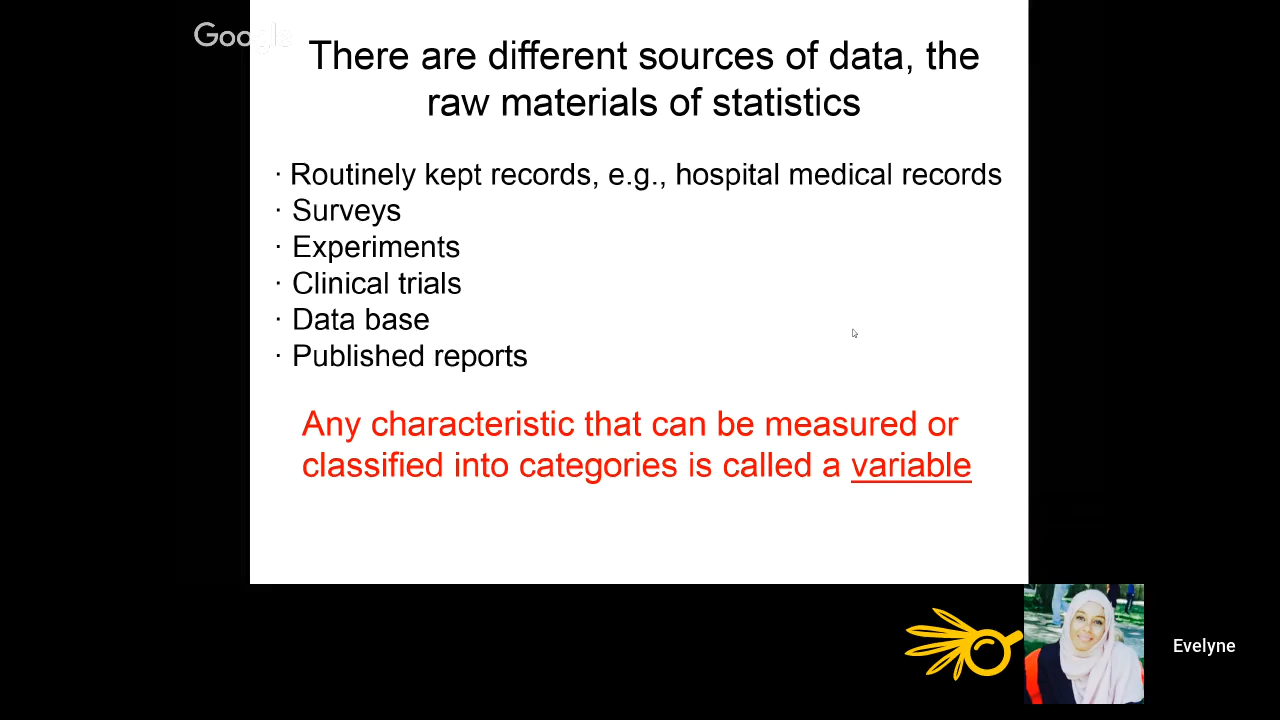 Google
There are different sources of data, the
raw materials of statistics
· Routinely kept records, e.g., hospital medical records
· Surveys
· Experiments
· Clinical trials
· Data base
· Published reports
Any characteristic that can be measured or
classified into categories is called a variable
Evelyne